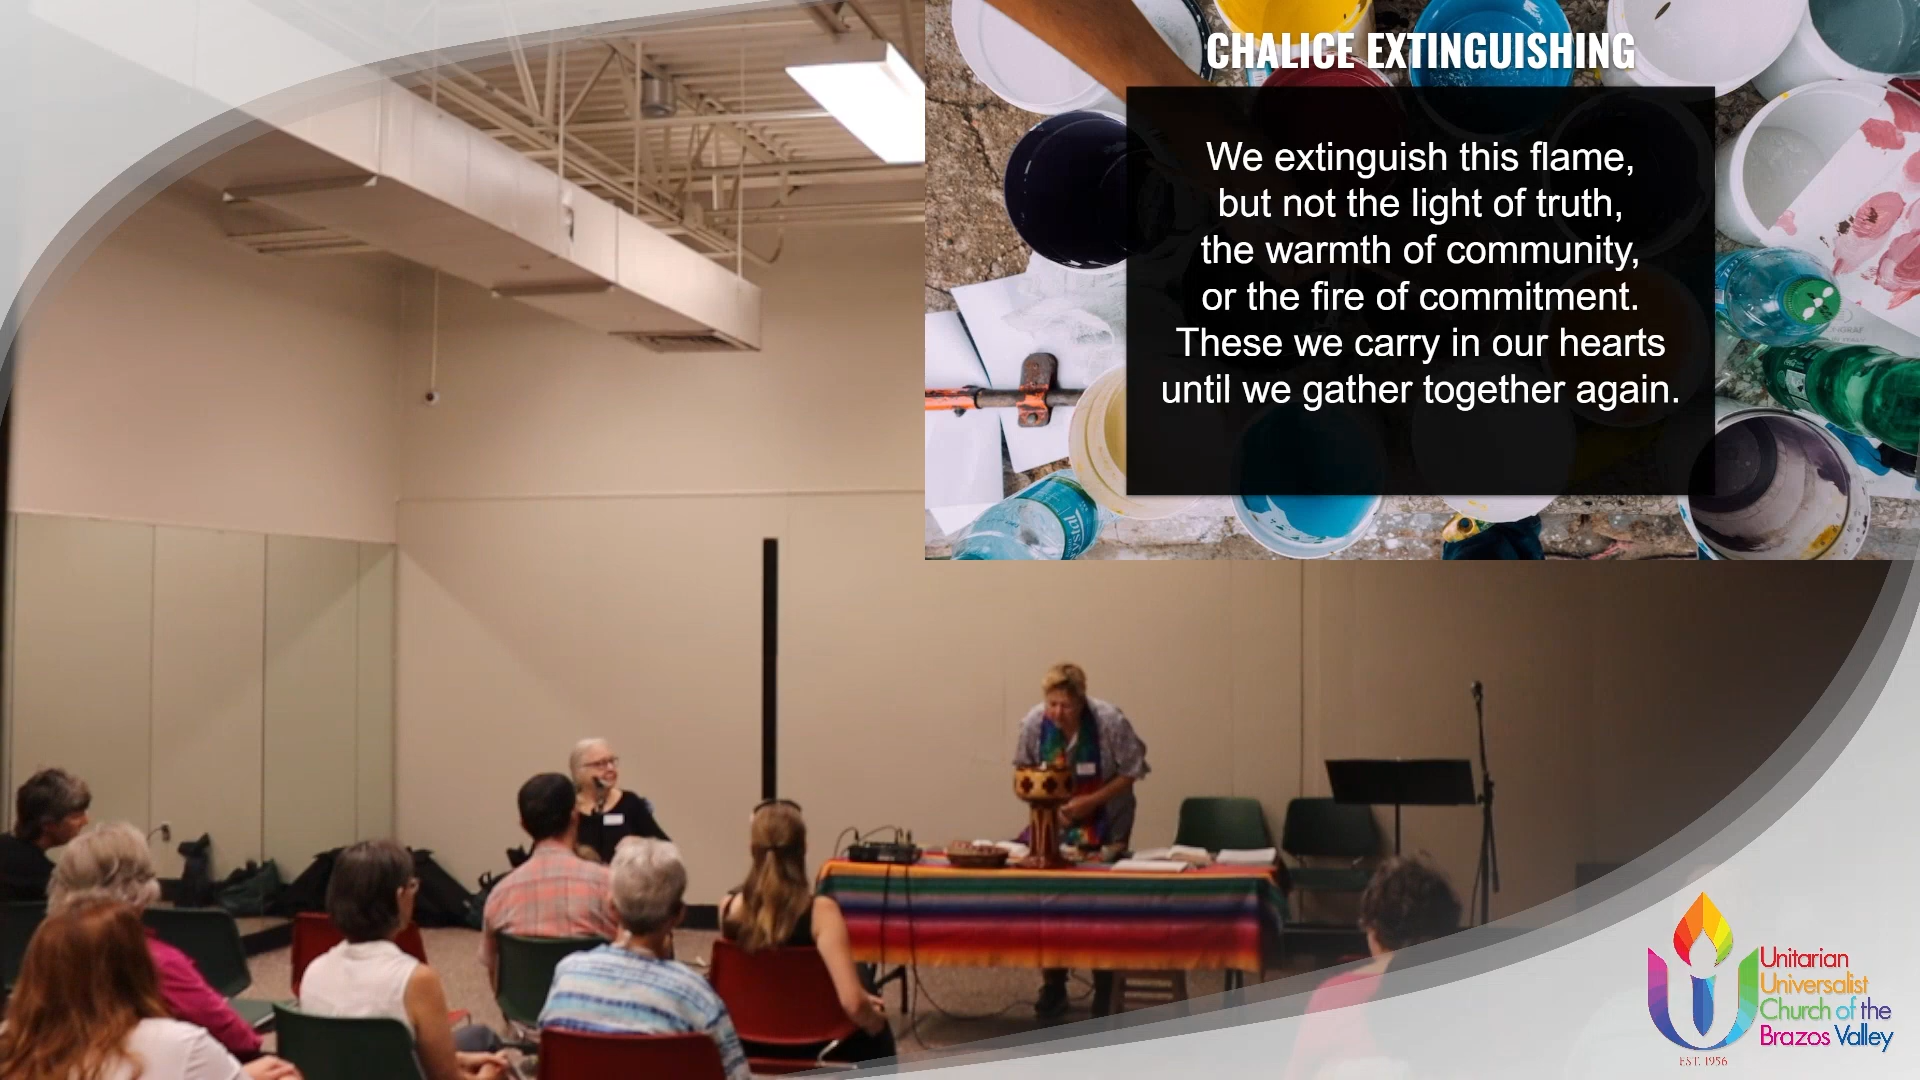 CHALICE EXTINGUISHING
We extinguish this flame,
but not the light of truth,
the warmth of community,
or the fire of commitment.
These we carry in our hearts
until we gather together again.
Unitarian
Universalist
Church of the
Brazos Valley
EST. 1956